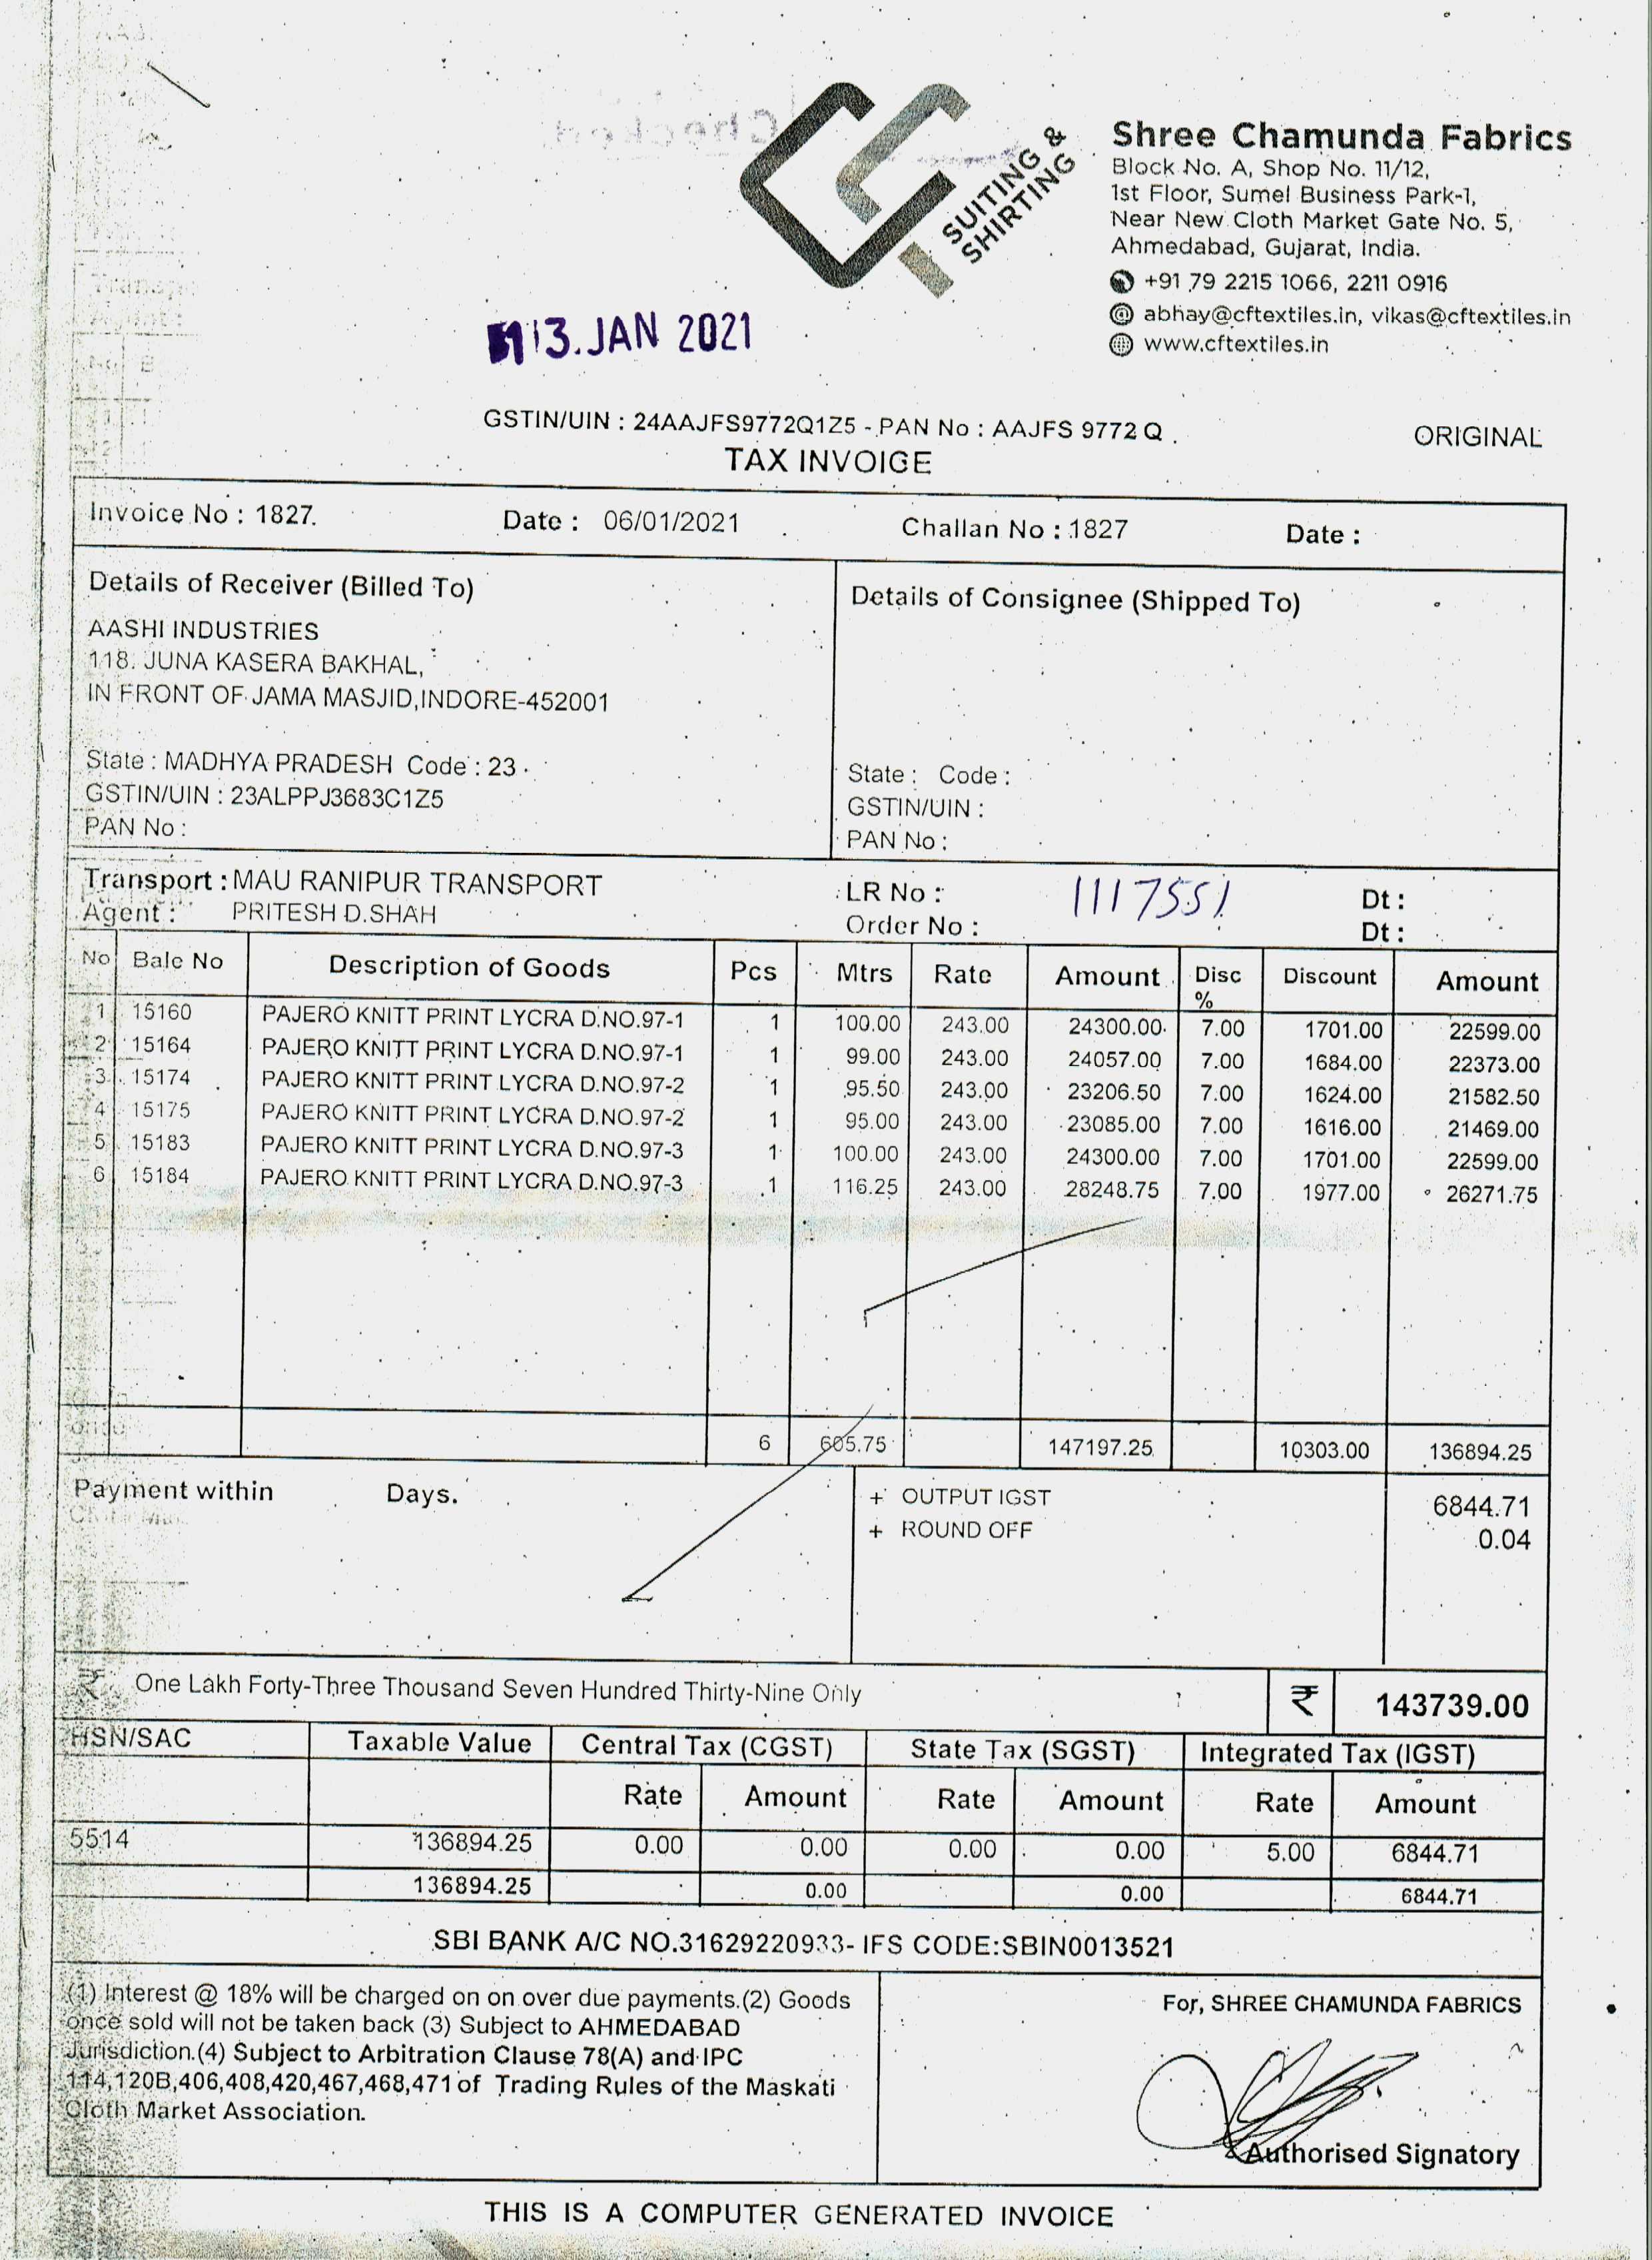 SUITING &
SHIRTING
Shree Chamunda Fabrics
Block No. A, Shop No. 11/12,
1st Floor, Sumel Business Park-1,
Near New Cloth Market Gate No. 5,
Ahmedabad, Gujarat, India.
+91 79 2215 1066, 2211 0916
abhay@cftextiles.in, vikas@cftextiles.in
www.cftextiles.in
13 JAN 2021
GSTIN/UIN : 24AAJFS9772Q1Z5 - PAN No : AAJFS 9772 Q
ORIGINAL
TAX INVOICE
Invoice No : 1827 Date : 06/01/2021 Challan No : 1827 Date :
Details of Receiver (Billed To)
AASHI INDUSTRIES
118. JUNA KASERA BAKHAL,
IN FRONT OF JAMA MASJID,INDORE-452001
State : MADHYA PRADESH Code : 23
GSTIN/UIN : 23ALPPJ3683C1Z5
PAN No :
Details of Consignee (Shipped To)
State : Code :
GSTIN/UIN :
PAN No :
Transport : MAU RANIPUR TRANSPORT LR No : 1117551 Dt :
Agent : PRITESH D.SHAH Order No : Dt :
No Bale No Description of Goods Pcs Mtrs Rate Amount Disc % Discount Amount
1 15160 PAJERO KNITT PRINT LYCRA D.NO.97-1 1 100.00 243.00 24300.00 7.00 1701.00 22599.00
2 15164 PAJERO KNITT PRINT LYCRA D.NO.97-1 1 99.00 243.00 24057.00 7.00 1684.00 22373.00
3 15174 PAJERO KNITT PRINT LYCRA D.NO.97-2 1 95.50 243.00 23206.50 7.00 1624.00 21582.50
4 15175 PAJERO KNITT PRINT LYCRA D.NO.97-2 1 95.00 243.00 23085.00 7.00 1616.00 21469.00
5 15183 PAJERO KNITT PRINT LYCRA D.NO.97-3 1 100.00 243.00 24300.00 7.00 1701.00 22599.00
6 15184 PAJERO KNITT PRINT LYCRA D.NO.97-3 1 116.25 243.00 28248.75 7.00 1977.00 26271.75
6 605.75 147197.25 10303.00 136894.25
Payment within Days.
+ OUTPUT IGST 6844.71
+ ROUND OFF 0.04
₹ One Lakh Forty-Three Thousand Seven Hundred Thirty-Nine Only ₹ 143739.00
HSN/SAC Taxable Value Central Tax (CGST) State Tax (SGST) Integrated Tax (IGST)
Rate Amount Rate Amount Rate Amount
5514 136894.25 0.00 0.00 0.00 0.00 5.00 6844.71
136894.25 0.00 0.00 6844.71
SBI BANK A/C NO.31629220933- IFS CODE:SBIN0013521
(1) Interest @ 18% will be charged on on over due payments.(2) Goods
once sold will not be taken back (3) Subject to AHMEDABAD
Jurisdiction.(4) Subject to Arbitration Clause 78(A) and IPC
114,120B,406,408,420,467,468,471 of Trading Rules of the Maskati
Cloth Market Association.
For, SHREE CHAMUNDA FABRICS
Authorised Signatory
THIS IS A COMPUTER GENERATED INVOICE